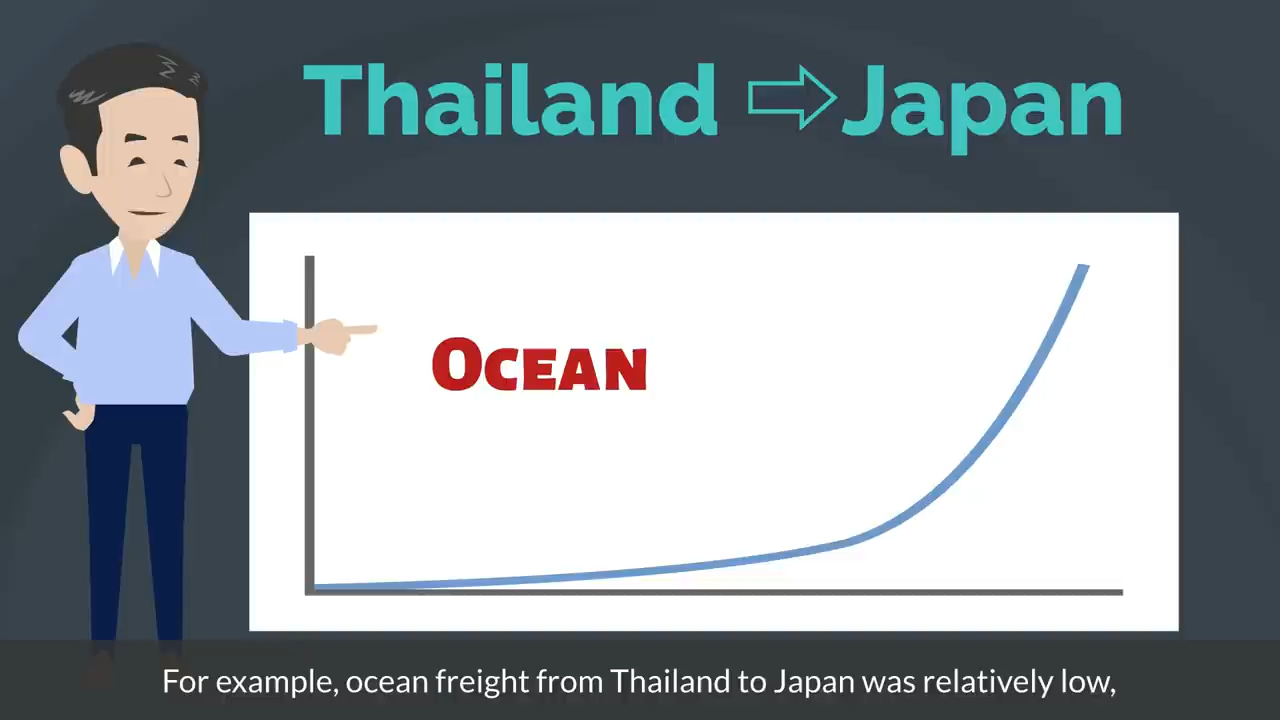 Thailand ⇨ Japan
OCEAN
For example, ocean freight from Thailand to Japan was relatively low,